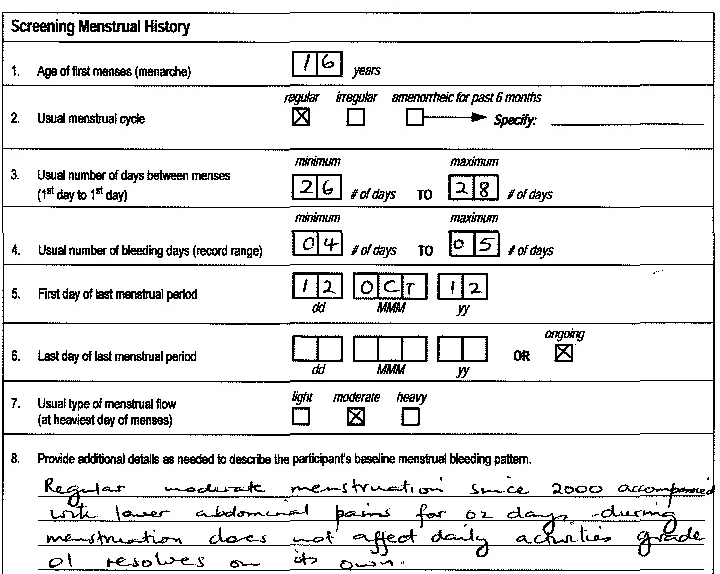 Screening Menstrual History
1. Age of first menses (menarche) 16 years
regular irregular amenorrheic for past 6 months
2. Usual menstrual cycle Specify:
minimum maximum
3. Usual number of days between menses
(1st day to 1st day) 26 # of days TO 28 # of days
minimum maximum
4. Usual number of bleeding days (record range) 04 # of days TO 05 # of days
5. First day of last menstrual period 12 OCT 12
dd MMM yy
ongoing
6. Last day of last menstrual period OR
dd MMM yy
7. Usual type of menstrual flow light moderate heavy
(at heaviest day of menses)
8. Provide additional details as needed to describe the participant's baseline menstrual bleeding pattern.
Regular moderate menstruation since 2000 accompanied
with lower abdominal pains for 02 days during
menstruation does not affect daily activities grade
01 resolves on its own.